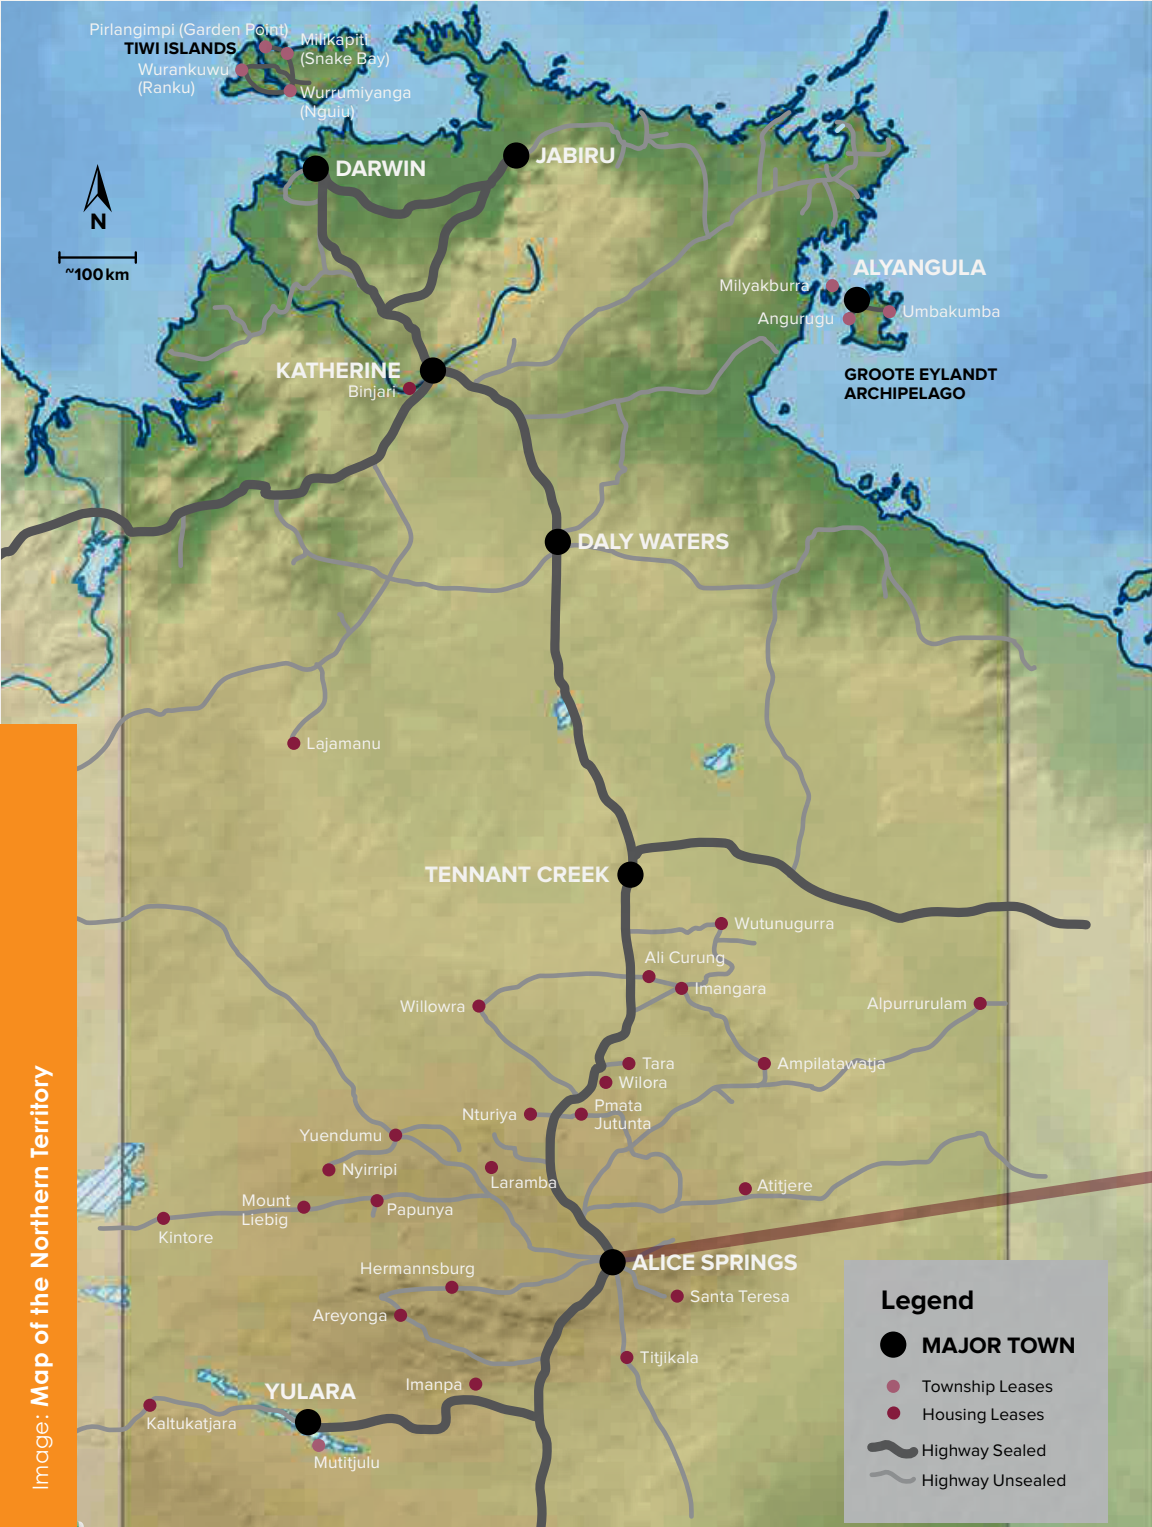 Pirlangimpi (Garden Point)
TIWI ISLANDS
Milikapiti
(Snake Bay)
Wurankuwu
(Ranku)
Wurrumiyanga
(Nguiu)
DARWIN
JABIRU
N
~100 km
ALYANGULA
Milyakburra
Angurugu
Umbakumba
GROOTE EYLANDT
ARCHIPELAGO
KATHERINE
Binjari
DALY WATERS
Lajamanu
TENNANT CREEK
Wutunugurra
Ali Curung
Imangara
Willowra
Alpurrurulam
Tara
Ampilatawatja
Wilora
Nturiya
Pmata
Jutunta
Yuendumu
Nyirripi
Laramba
Atitjere
Mount
Liebig
Papunya
Kintore
ALICE SPRINGS
Hermannsburg
Santa Teresa
Areyonga
Titjikala
Imanpa
YULARA
Kaltukatjara
Mutitjulu
Legend
MAJOR TOWN
Township Leases
Housing Leases
Highway Sealed
Highway Unsealed
Image: Map of the Northern Territory